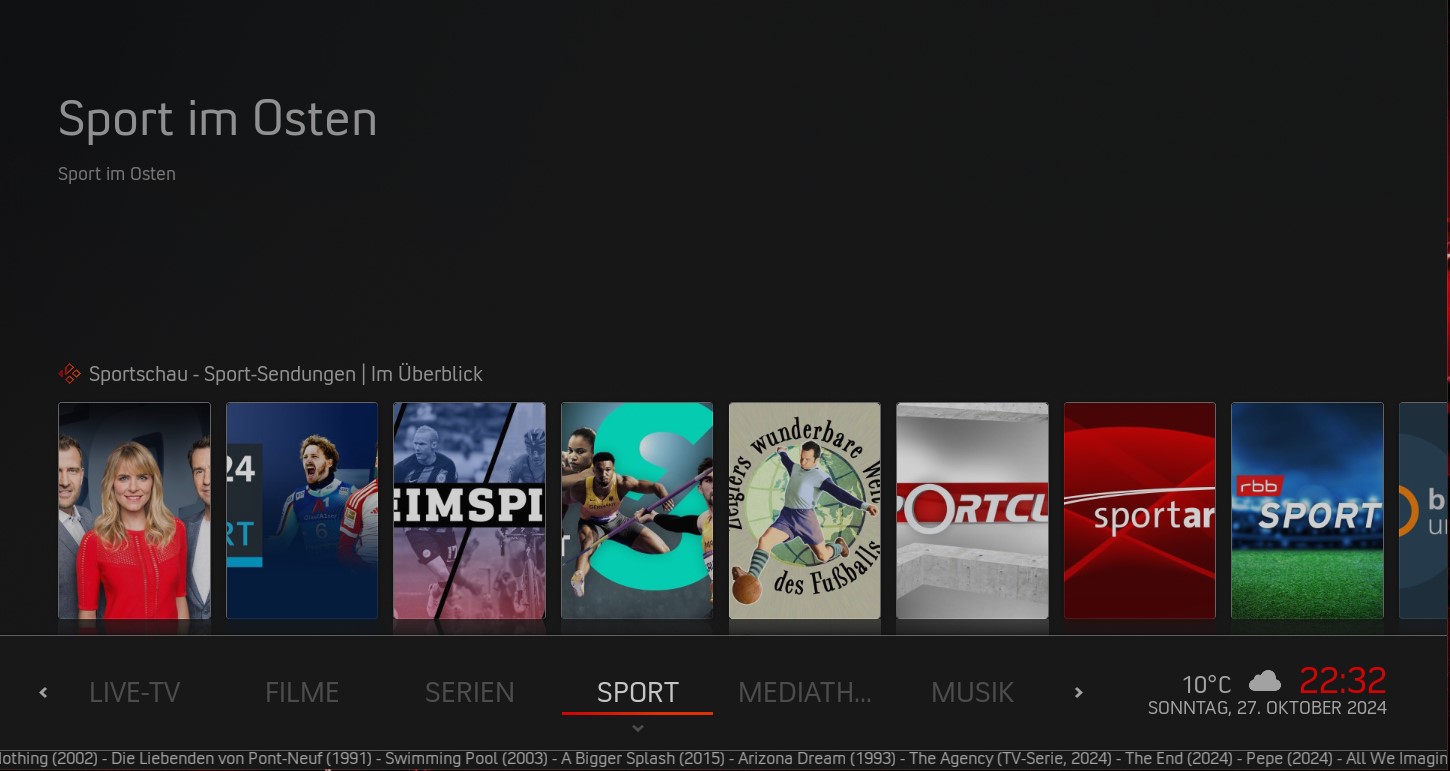 Sport im Osten
Sport im Osten
Sportschau - Sport-Sendungen | Im Überblick
24
RT
EIMSPI
S
Zeiglers wunderbare Welt
des Fußballs
PORTCLU
sportar
rbb
SPORT
b
LIVE-TV
FILME
SERIEN
SPORT
MEDIATH...
MUSIK
10°C
22:32
SONNTAG, 27. OKTOBER 2024
lothing (2002) - Die Liebenden von Pont-Neuf (1991) - Swimming Pool (2003) - A Bigger Splash (2015) - Arizona Dream (1993) - The Agency (TV-Serie, 2024) - The End (2024) - Pepe (2024) - All We Imagin